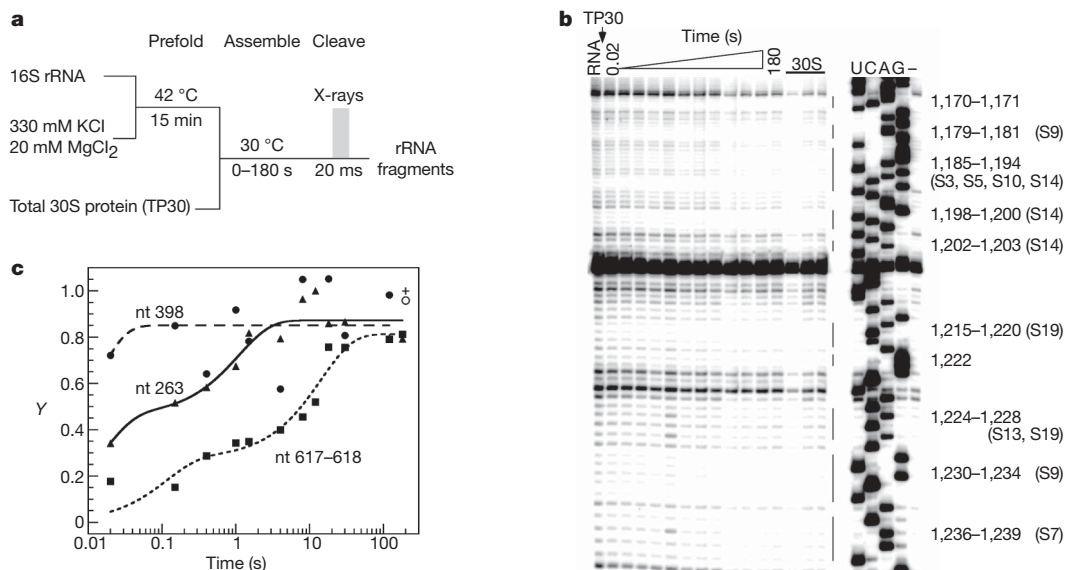 a
Prefold Assemble Cleave
16S rRNA
42 °C
15 min
330 mM KCl
20 mM MgCl2
X-rays
30 °C
0–180 s
20 ms
rRNA
fragments
Total 30S protein (TP30)
b
TP30
RNA
0.02
Time (s)
180
30S
U C A G –
1,170–1,171
1,179–1,181 (S9)
1,185–1,194
(S3, S5, S10, S14)
1,198–1,200 (S14)
1,202–1,203 (S14)
1,215–1,220 (S19)
1,222
1,224–1,228
(S13, S19)
1,230–1,234 (S9)
1,236–1,239 (S7)
c
1.0
0.8
0.6
0.4
0.2
0
Y
nt 398
nt 263
nt 617–618
0.01 0.1 1 10 100
Time (s)